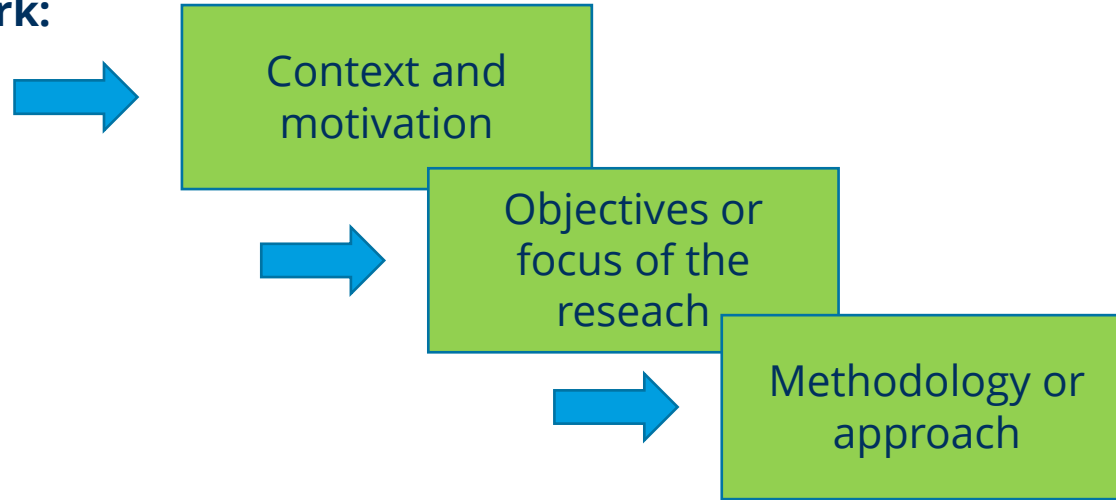 rk:
Context and
motivation
Objectives or
focus of the
reseach
Methodology or
approach